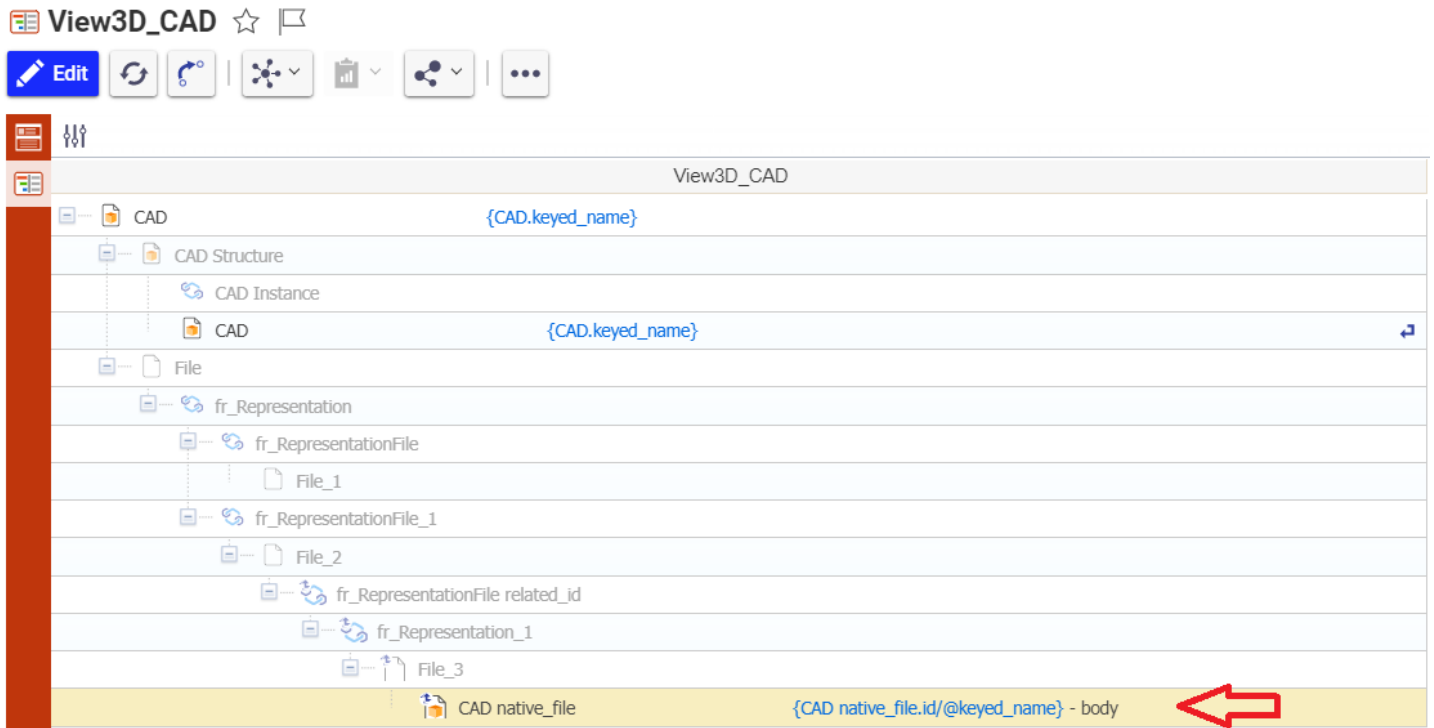 View3D_CAD
Edit
View3D_CAD
CAD {CAD.keyed_name}
CAD Structure
CAD Instance
CAD {CAD.keyed_name}
File
fr_Representation
fr_RepresentationFile
File_1
fr_RepresentationFile_1
File_2
fr_RepresentationFile related_id
fr_Representation_1
File_3
CAD native_file {CAD native_file.id/@keyed_name} - body